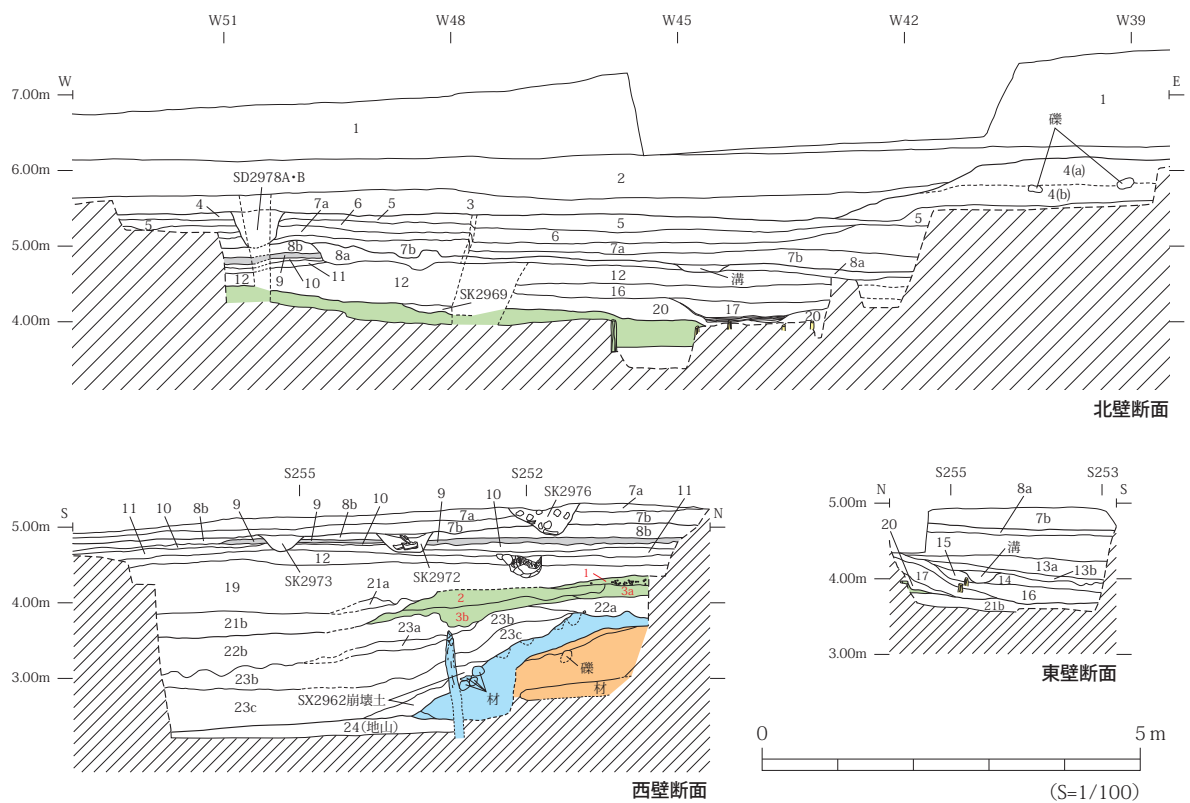 W51 W48 W45 W42 W39
W E
7.00m
6.00m
5.00m
4.00m
1 1
礫
2
4(a)
4(b)
SD2978A・B
4 7a 6 5 3 5 5
5 6
7a
8b 8a 7b 7b 8a
溝
12 9 10 11 12 12
SK2969 16
20 17 20
北壁断面
S255 S252
S N
5.00m
4.00m
3.00m
11 10 8b 9 9 8b 10 9 10 SK2976 7a 11
7a
7b 7b
8b
12
SK2973 SK2972
19 21a 1
2 3a
3b
21b 22a
23a 23b
22b 23c
23b 礫
SX2962崩壊土 材 材
23c
24(地山)
西壁断面
S255 S253
N S
5.00m
4.00m
3.00m
8a
7b
20 15 溝
13a 13b
17 14
16
21b
東壁断面
0 5 m
(S=1/100)